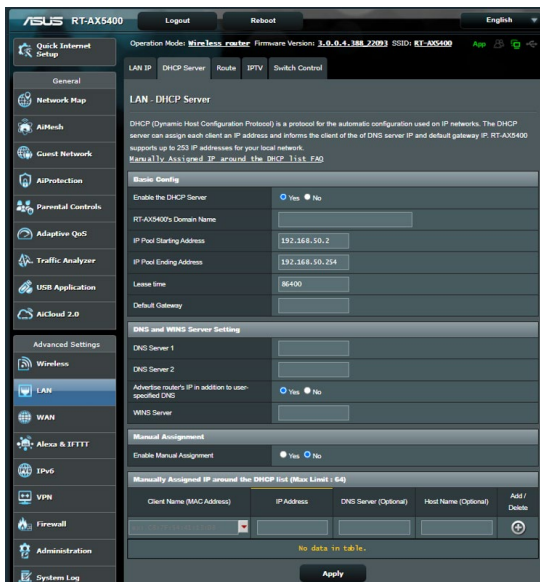 ASUS RT-AX5400 Logout Reboot English
Quick Internet Setup
General
Network Map
AiMesh
Guest Network
AiProtection
Parental Controls
Adaptive QoS
Traffic Analyzer
USB Application
AiCloud 2.0
Advanced Settings
Wireless
LAN
WAN
Alexa & IFTTT
IPv6
VPN
Firewall
Administration
System Log
Operation Mode: Wireless router Firmware Version: 3.0.0.4.388_22093 SSID: RT-AX5400 App
LAN IP DHCP Server Route IPTV Switch Control
LAN - DHCP Server
DHCP (Dynamic Host Configuration Protocol) is a protocol for the automatic configuration used on IP networks. The DHCP
server can assign each client an IP address and informs the client of the of DNS server IP and default gateway IP. RT-AX5400
supports up to 253 IP addresses for your local network.
Manually Assigned IP around the DHCP list FAQ
Basic Config
Enable the DHCP Server Yes No
RT-AX5400's Domain Name
IP Pool Starting Address 192.168.50.2
IP Pool Ending Address 192.168.50.254
Lease time 86400
Default Gateway
DNS and WINS Server Setting
DNS Server 1
DNS Server 2
Advertise router's IP in addition to user-
specified DNS Yes No
WINS Server
Manual Assignment
Enable Manual Assignment Yes No
Manually Assigned IP around the DHCP list (Max Limit : 64)
Client Name (MAC Address) IP Address DNS Server (Optional) Host Name (Optional) Add / Delete
No data in table.
Apply